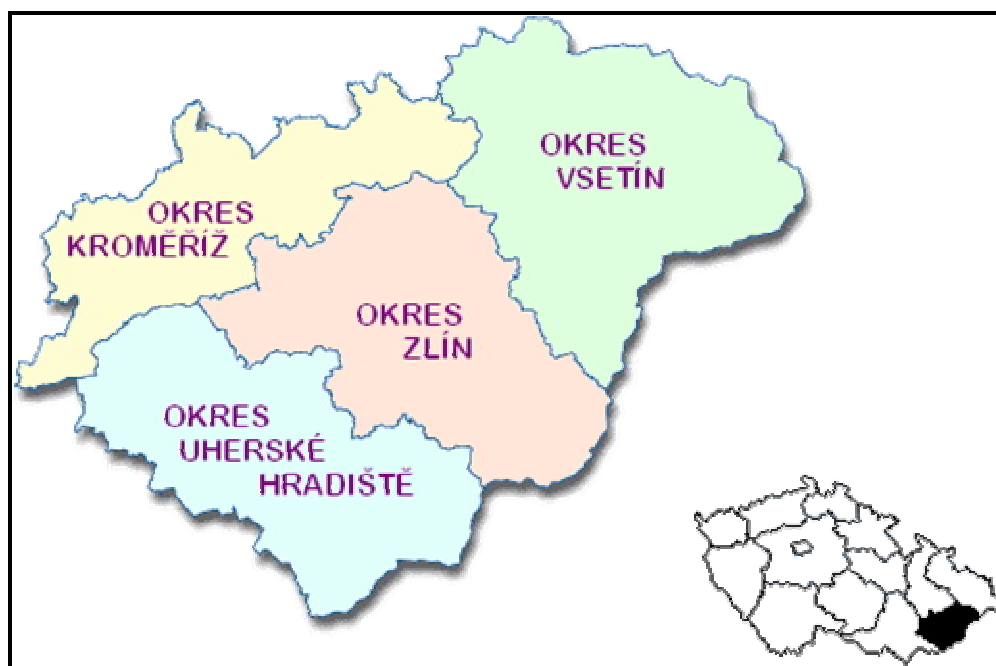 OKRES
VSETÍN
OKRES
KROMĚŘÍŽ
OKRES
ZLÍN
OKRES
UHERSKÉ
HRADIŠTĚ